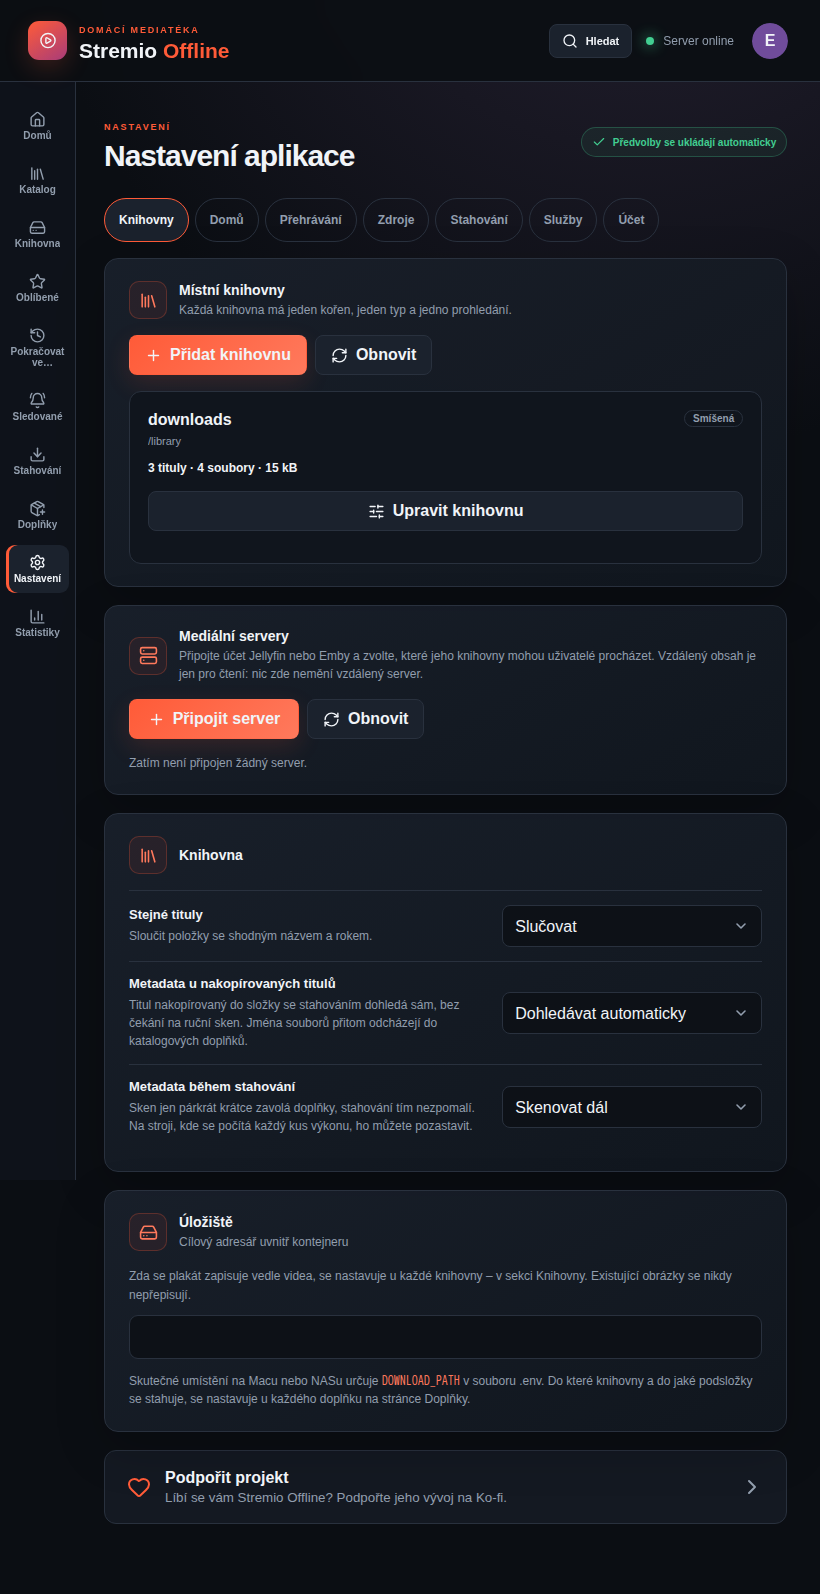 DOMÁCÍ MEDIATÉKA
Stremio Offline
Hledat
Server online
E
Domů
Katalog
Knihovna
Oblíbené
Pokračovat
ve…
Sledované
Stahování
Doplňky
Nastavení
Statistiky
NASTAVENÍ
Nastavení aplikace
Předvolby se ukládají automaticky
Knihovny
Domů
Přehrávání
Zdroje
Stahování
Služby
Účet
Místní knihovny
Každá knihovna má jeden kořen, jeden typ a jedno prohledání.
Přidat knihovnu
Obnovit
downloads
Smíšená
/library
3 tituly · 4 soubory · 15 kB
Upravit knihovnu
Mediální servery
Připojte účet Jellyfin nebo Emby a zvolte, které jeho knihovny mohou uživatelé procházet. Vzdálený obsah je
jen pro čtení: nic zde nemění vzdálený server.
Připojit server
Obnovit
Zatím není připojen žádný server.
Knihovna
Stejné tituly
Sloučit položky se shodným názvem a rokem.
Slučovat
Metadata u nakopírovaných titulů
Titul nakopírovaný do složky se stahováním dohledá sám, bez
čekání na ruční sken. Jména souborů přitom odcházejí do
katalogových doplňků.
Dohledávat automaticky
Metadata během stahování
Sken jen párkrát krátce zavolá doplňky, stahování tím nezpomalí.
Na stroji, kde se počítá každý kus výkonu, ho můžete pozastavit.
Skenovat dál
Úložiště
Cílový adresář uvnitř kontejneru
Zda se plakát zapisuje vedle videa, se nastavuje u každé knihovny – v sekci Knihovny. Existující obrázky se nikdy
nepřepisují.
Skutečné umístění na Macu nebo NASu určuje DOWNLOAD_PATH v souboru .env. Do které knihovny a do jaké podsložky
se stahuje, se nastavuje u každého doplňku na stránce Doplňky.
Podpořit projekt
Líbí se vám Stremio Offline? Podpořte jeho vývoj na Ko-fi.